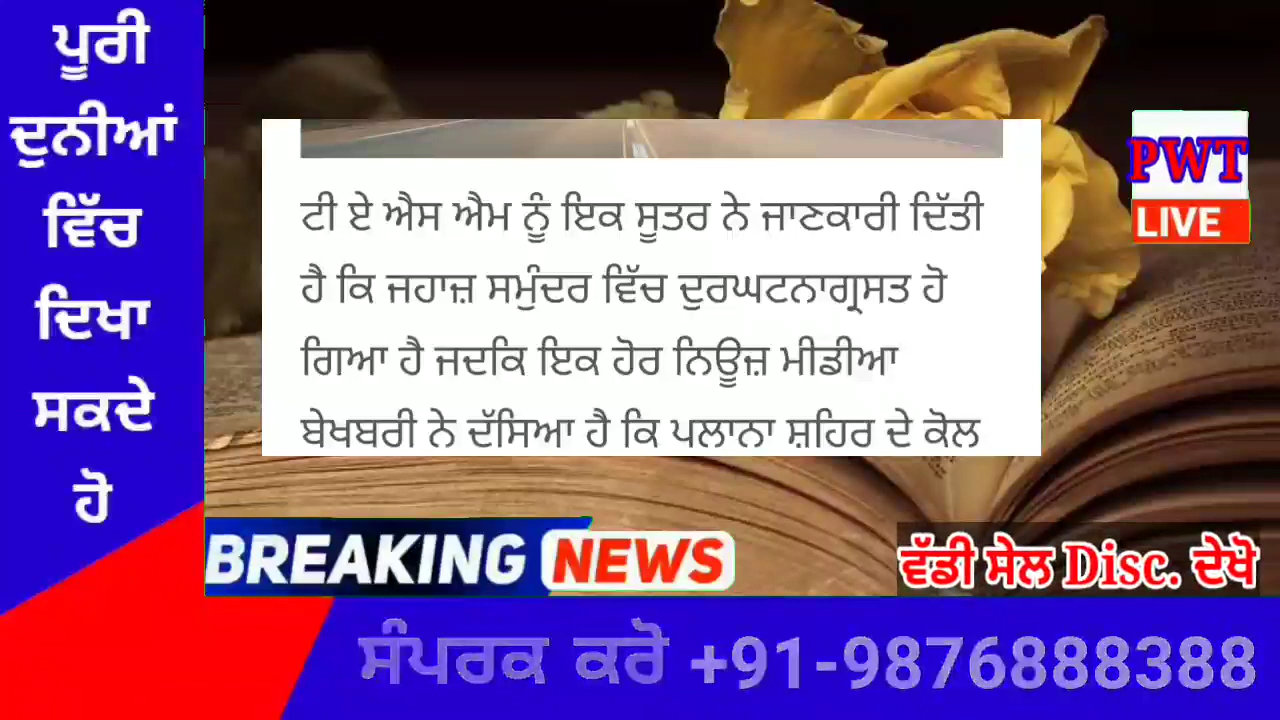 ਪੂਰੀ
ਦੁਨੀਆਂ
ਵਿੱਚ
ਦਿਖਾ
ਸਕਦੇ
ਹੋ
ਟੀ ਏ ਐਸ ਐਮ ਨੂੰ ਇਕ ਸੂਤਰ ਨੇ ਜਾਣਕਾਰੀ ਦਿੱਤੀ
ਹੈ ਕਿ ਜਹਾਜ਼ ਸਮੁੰਦਰ ਵਿੱਚ ਦੁਰਘਟਨਾਗ੍ਰਸਤ ਹੋ
ਗਿਆ ਹੈ ਜਦਕਿ ਇਕ ਹੋਰ ਨਿਊਜ਼ ਮੀਡੀਆ
ਬੇਖਬਰੀ ਨੇ ਦੱਸਿਆ ਹੈ ਕਿ ਪਲਾਨਾ ਸ਼ਹਿਰ ਦੇ ਕੋਲ
PWT
LIVE
BREAKING NEWS
ਵੱਡੀ ਸੇਲ Disc. ਦੇਖੋ
ਸੰਪਰਕ ਕਰੋ +91-9876888388